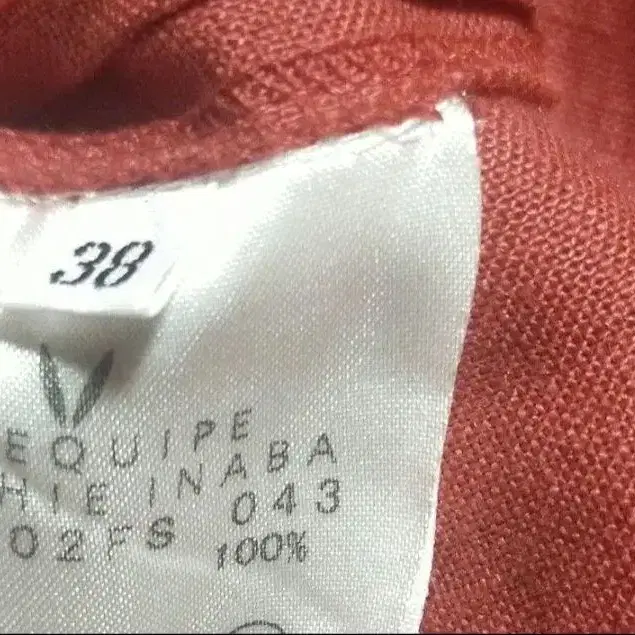 38
EQUIPE
HIE INABA
02FS 043
100%